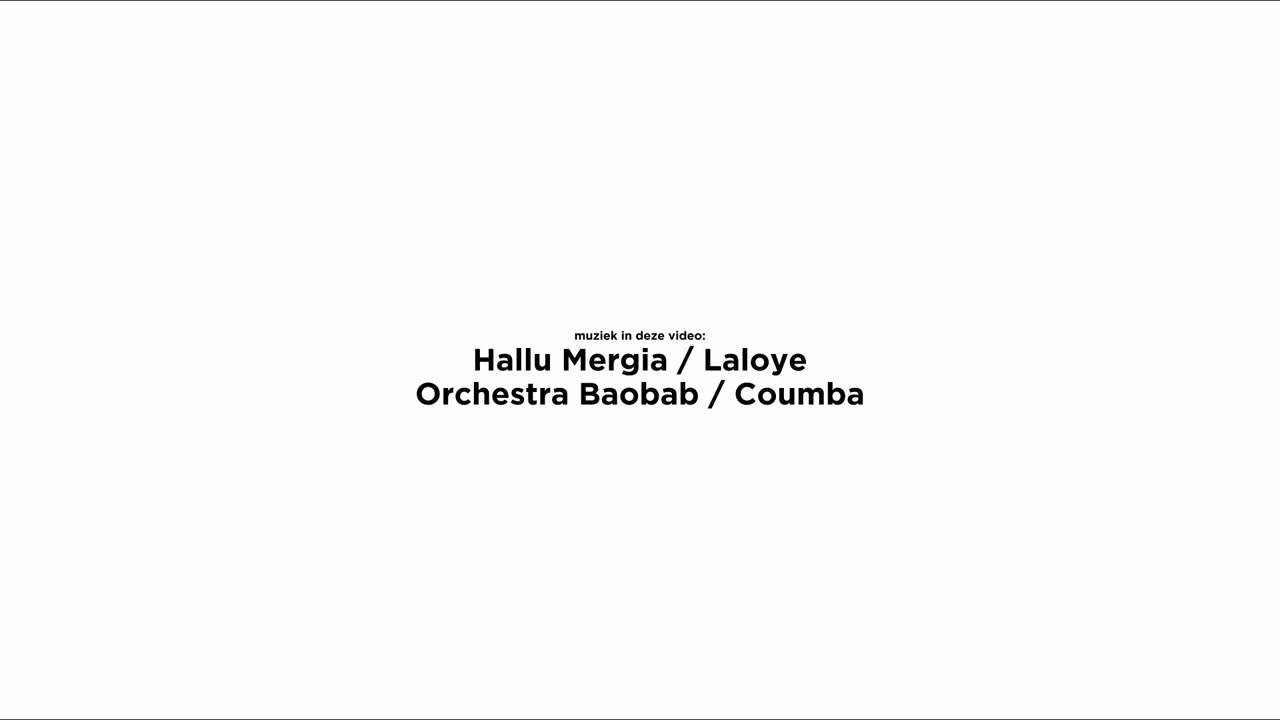 muziek in deze video:
Hallu Mergia / Laloye
Orchestra Baobab / Coumba